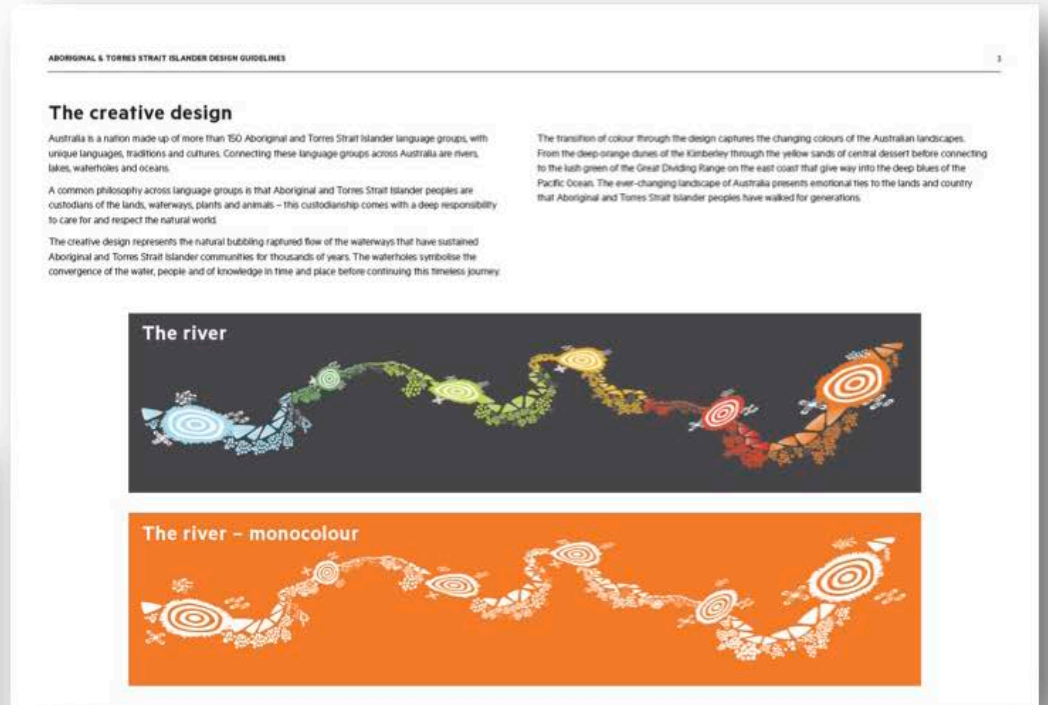 ABORIGINAL & TORRES STRAIT ISLANDER DESIGN GUIDELINES
3
The creative design
Australia is a nation made up of more than 150 Aboriginal and Torres Strait Islander language groups, with
unique languages, traditions and cultures. Connecting these language groups across Australia are rivers,
lakes, waterholes and oceans.
A common philosophy across language groups is that Aboriginal and Torres Strait Islander peoples are
custodians of the lands, waterways, plants and animals – this custodianship comes with a deep responsibility
to care for and respect the natural world.
The creative design represents the natural bubbling raptured flow of the waterways that have sustained
Aboriginal and Torres Strait Islander communities for thousands of years. The waterholes symbolise the
convergence of the water, people and of knowledge in time and place before continuing this timeless journey.
The transition of colour through the design captures the changing colours of the Australian landscapes.
From the deep-orange dunes of the Kimberley through the yellow sands of central dessert before connecting
to the lush green of the Great Dividing Range on the east coast that give way into the deep blues of the
Pacific Ocean. The ever-changing landscape of Australia presents emotional ties to the lands and country
that Aboriginal and Torres Strait Islander peoples have walked for generations.
The river
The river – monocolour